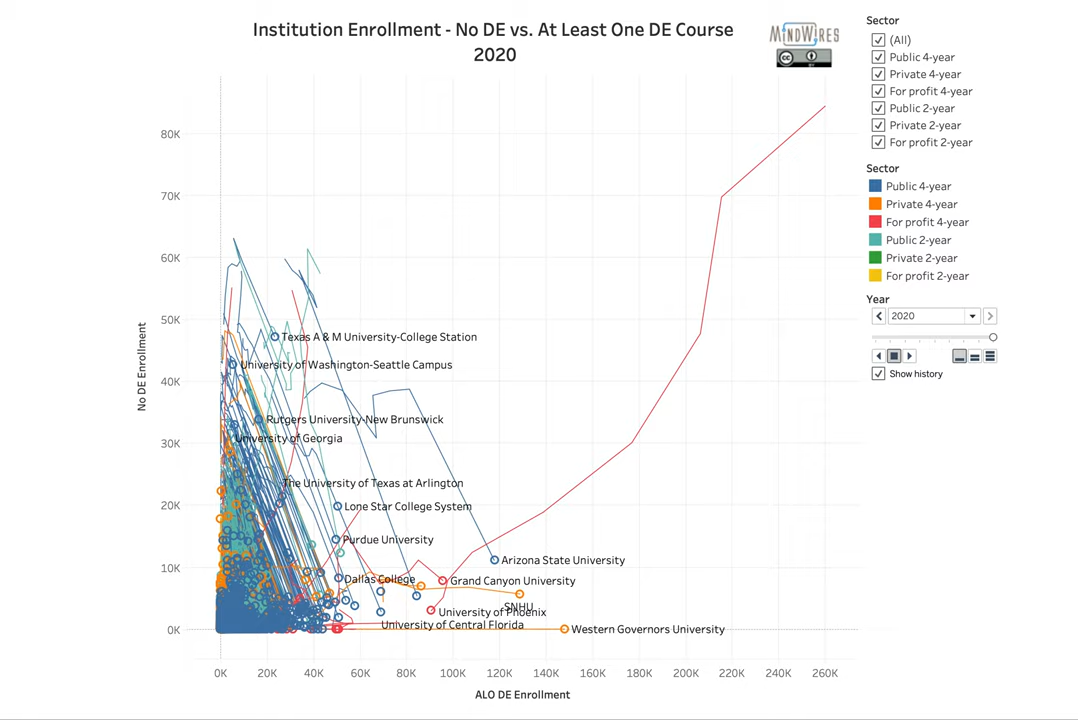 Institution Enrollment - No DE vs. At Least One DE Course
2020
MINDWIRES
cc
BY
Sector
(All)
Public 4-year
Private 4-year
For profit 4-year
Public 2-year
Private 2-year
For profit 2-year
Sector
Public 4-year
Private 4-year
For profit 4-year
Public 2-year
Private 2-year
For profit 2-year
Year
2020
Show history
No DE Enrollment
80K
70K
60K
50K
40K
30K
20K
10K
0K
Texas A & M University-College Station
University of Washington-Seattle Campus
Rutgers University-New Brunswick
University of Georgia
The University of Texas at Arlington
Lone Star College System
Purdue University
Arizona State University
Dallas College
Grand Canyon University
SNHU
University of Phoenix
University of Central Florida
Western Governors University
0K 20K 40K 60K 80K 100K 120K 140K 160K 180K 200K 220K 240K 260K
ALO DE Enrollment